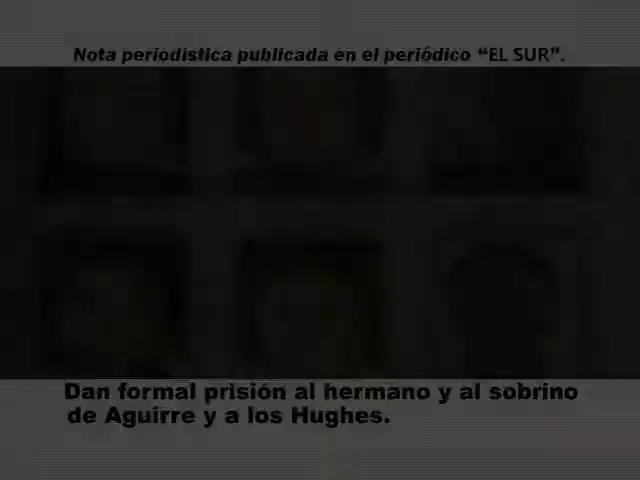 Nota periodística publicada en el periódico “EL SUR”.
Dan formal prisión al hermano y al sobrino
de Aguirre y a los Hughes.